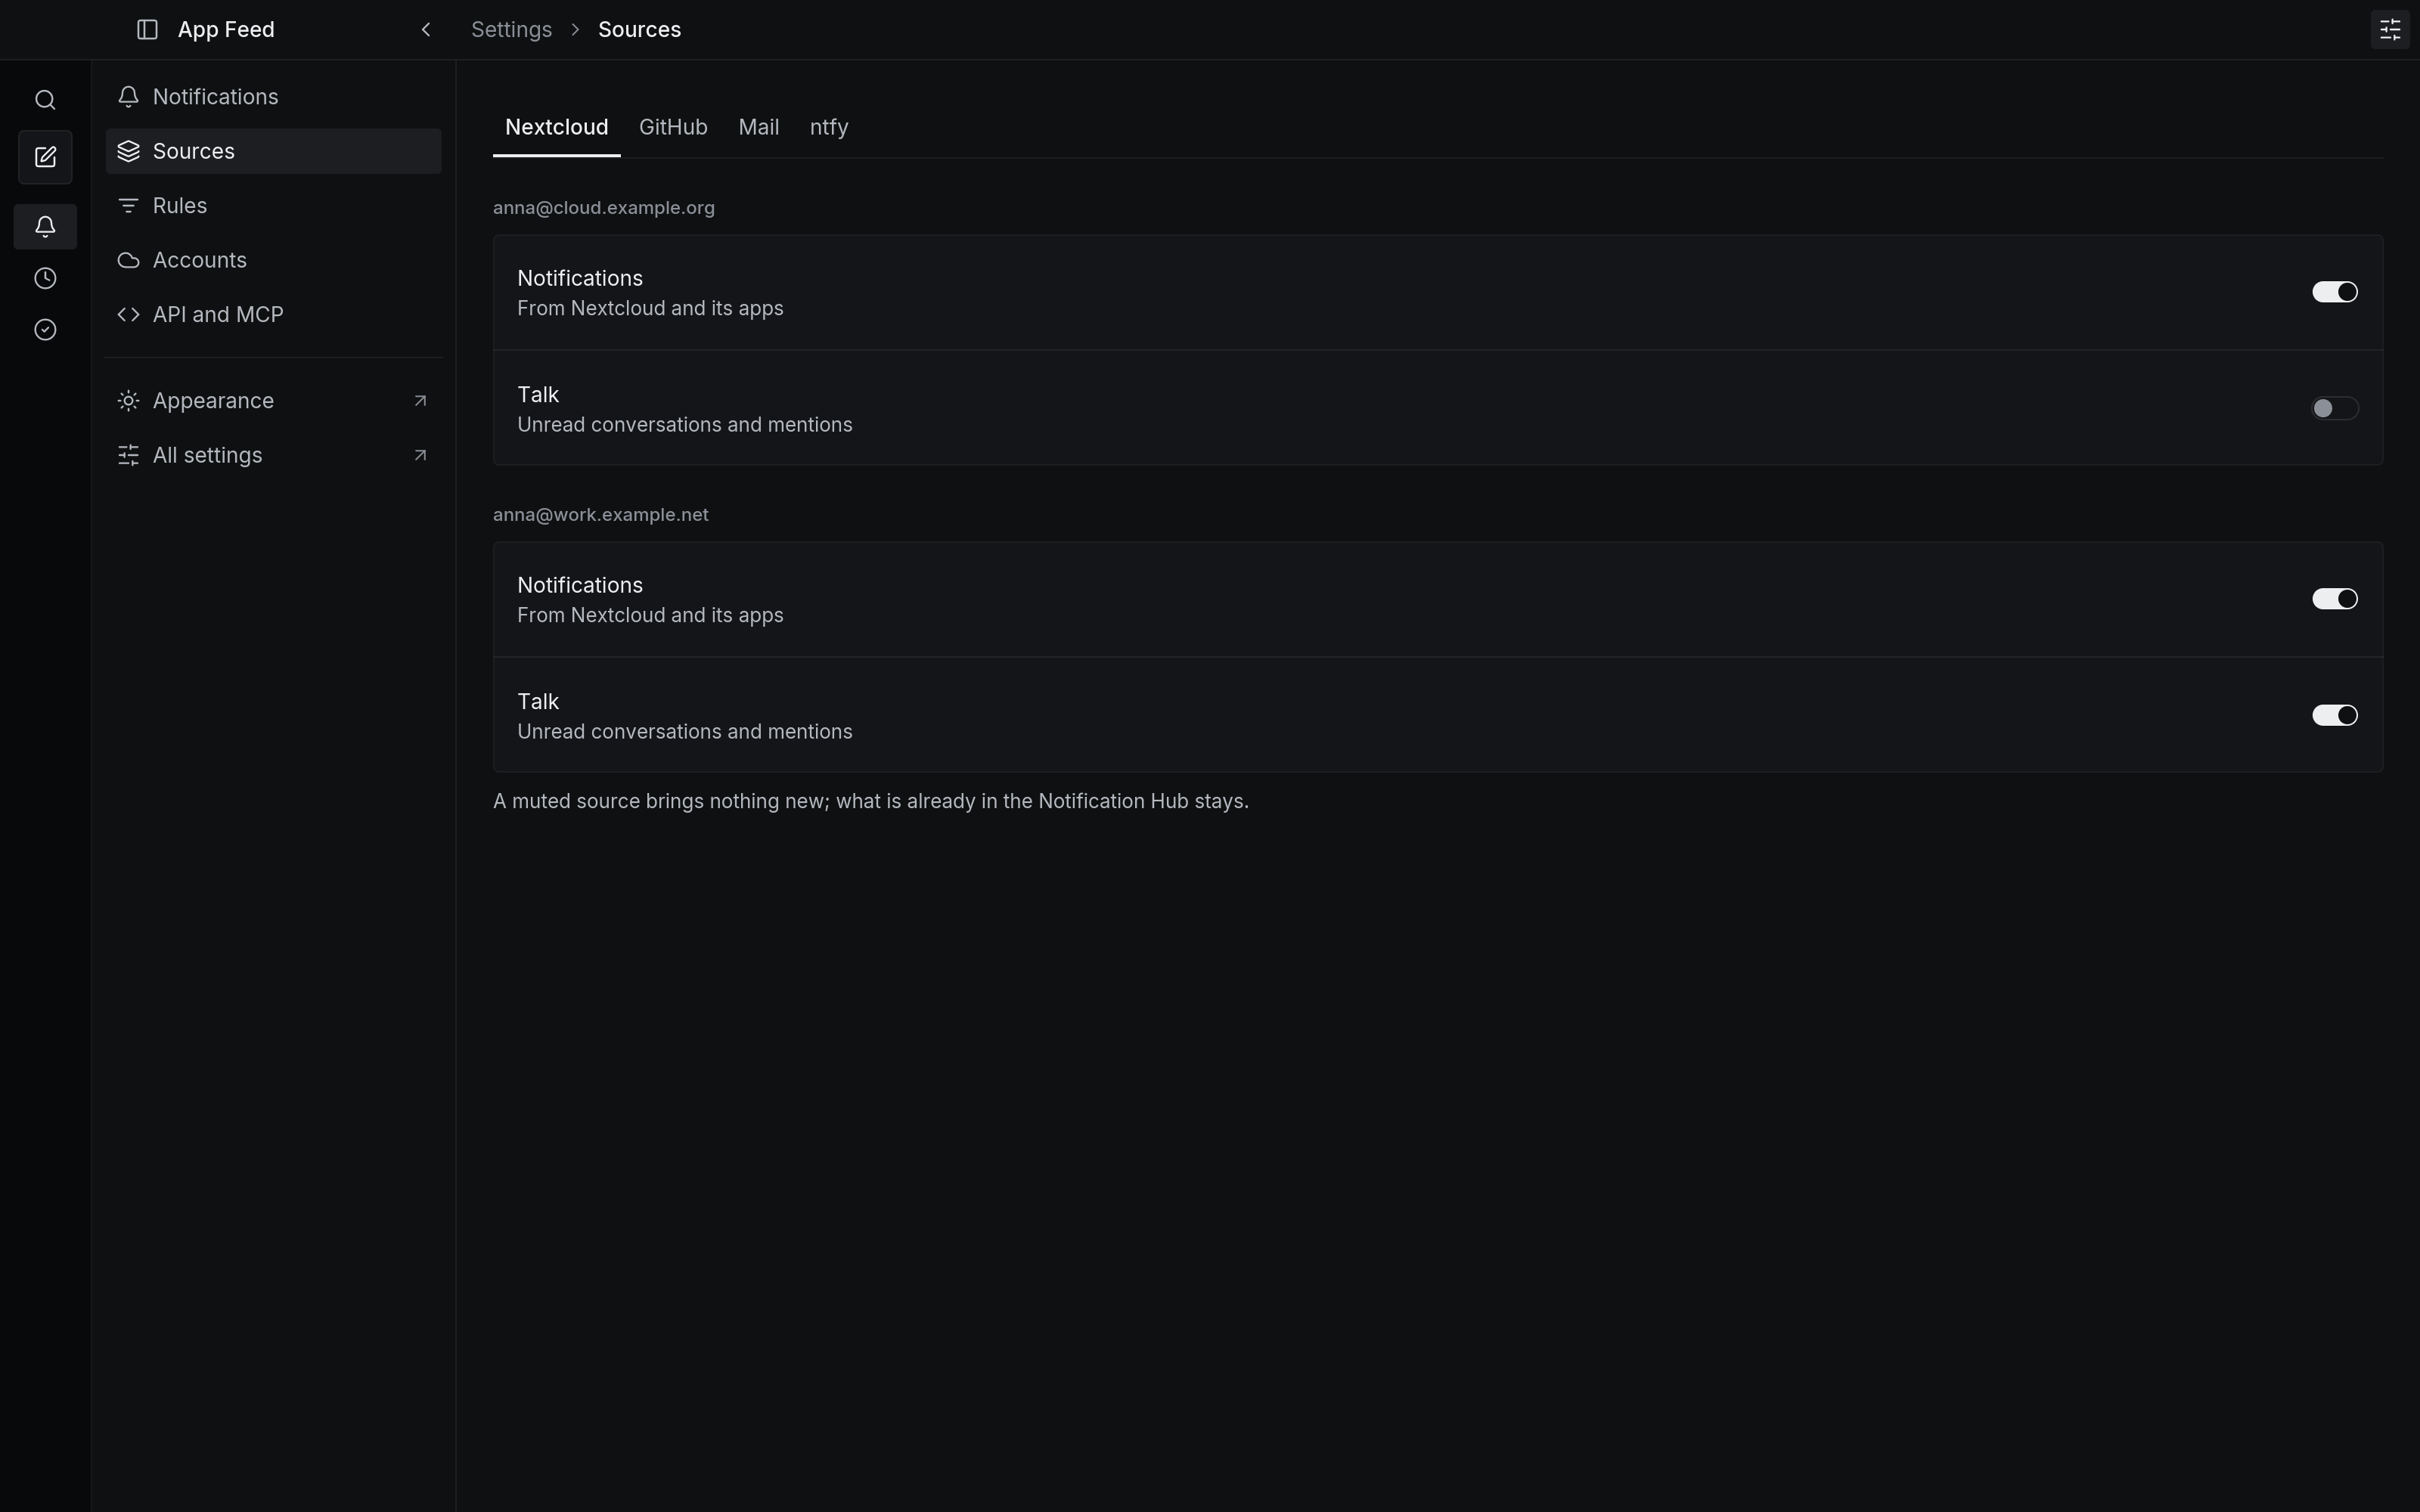 App Feed
Settings > Sources
Notifications
Sources
Rules
Accounts
API and MCP
Appearance
All settings
Nextcloud GitHub Mail ntfy
anna@cloud.example.org
Notifications
From Nextcloud and its apps
Talk
Unread conversations and mentions
anna@work.example.net
Notifications
From Nextcloud and its apps
Talk
Unread conversations and mentions
A muted source brings nothing new; what is already in the Notification Hub stays.